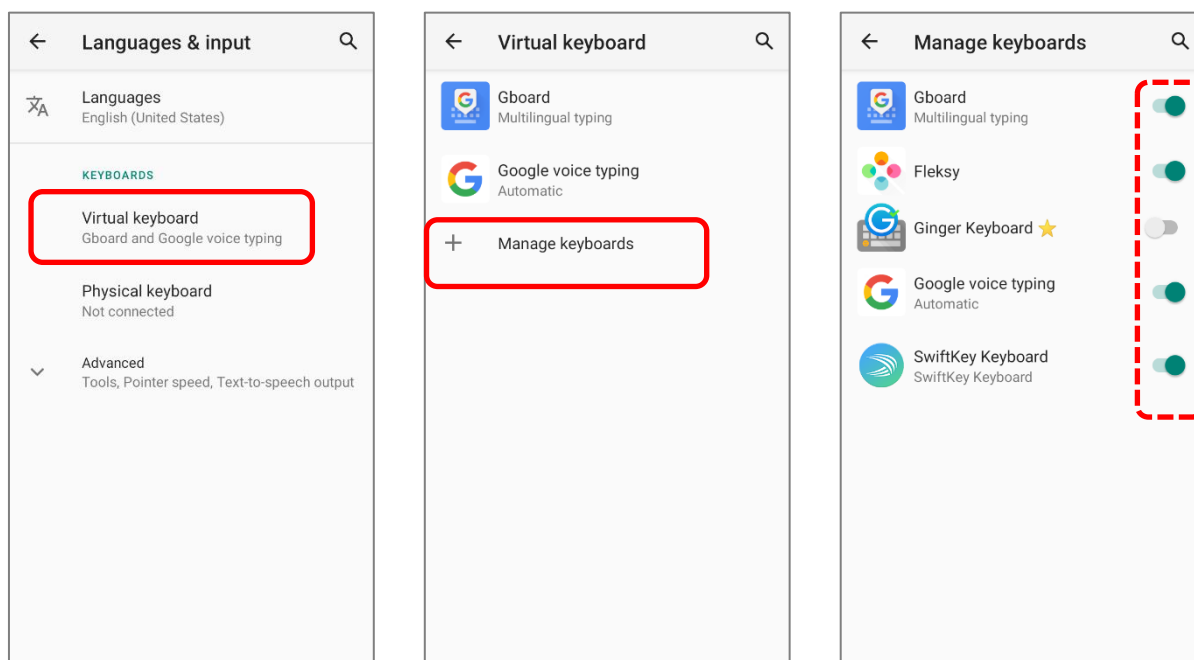 Languages & input
Languages
English (United States)
KEYBOARDS
Virtual keyboard
Gboard and Google voice typing
Physical keyboard
Not connected
Advanced
Tools, Pointer speed, Text-to-speech output
Virtual keyboard
Gboard
Multilingual typing
Google voice typing
Automatic
Manage keyboards
Manage keyboards
Gboard
Multilingual typing
Fleksy
Ginger Keyboard ⭐
Google voice typing
Automatic
SwiftKey Keyboard
SwiftKey Keyboard